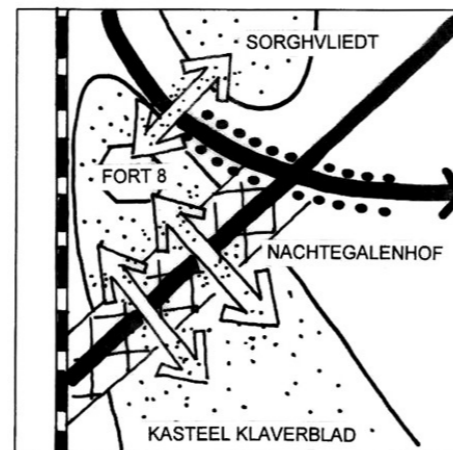 SORGHVLIEDT
FORT 8
NACHTEGALENHOF
KASTEEL KLAVERBLAD